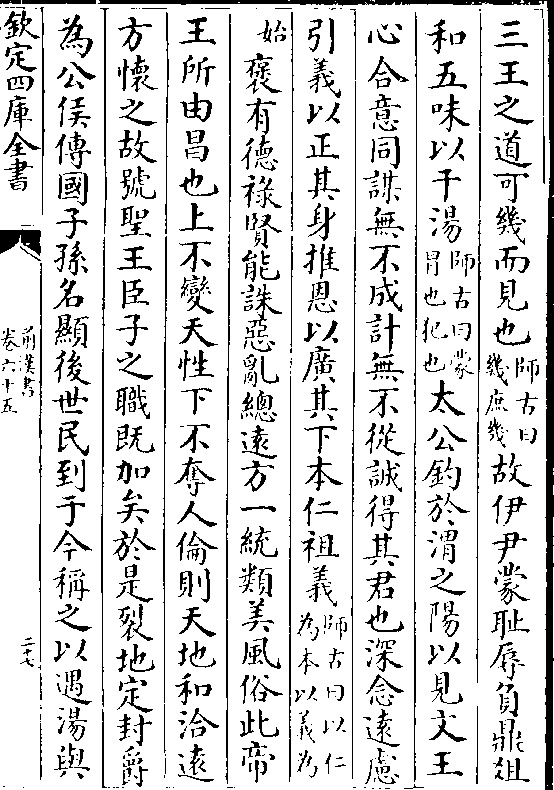 三王之道可幾而見也師古曰幾庶幾故伊尹蒙耻辱負鼎俎
和五味以干湯師古曰蒙冒也犯也太公釣於渭之陽以見文王
心合意同謀無不成計無不從誠得其君也深念遠慮
引義以正其身推恩以廣其下本仁祖義師古曰以仁為本以義為
始褒有德祿賢能誅惡亂總遠方一統類美風俗此帝
王所由昌也上不變天性下不奪人倫則天地和洽遠
方懷之故號聖王臣子之職既加矣於是裂地定封爵
為公侯傳國子孫名顯後世民到于今稱之以遇湯與
欽定四庫全書
前漢書
卷六十五
二十七